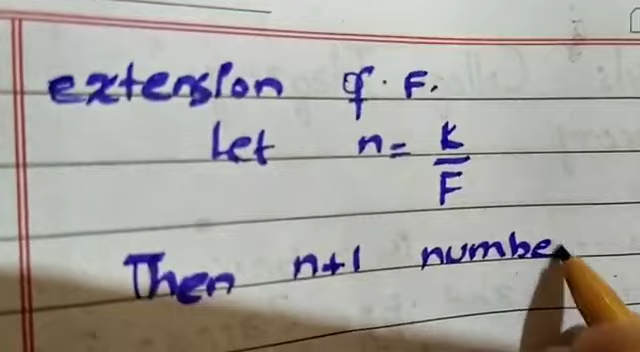 extension of. F.
Let n = K/F
Then n+1 numbe